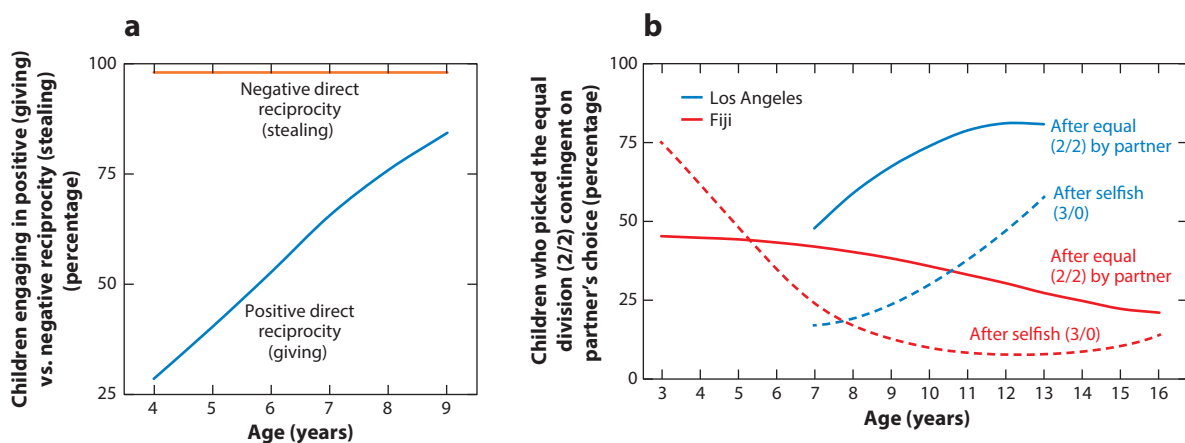 a
Children engaging in positive (giving)
vs. negative reciprocity (stealing)
(percentage)
100
75
50
25
Negative direct
reciprocity
(stealing)
Positive direct
reciprocity
(giving)
4 5 6 7 8 9
Age (years)
b
Children who picked the equal
division (2/2) contingent on
partner's choice (percentage)
100
75
50
25
0
Los Angeles
Fiji
After equal
(2/2) by partner
After selfish
(3/0)
After equal
(2/2) by partner
After selfish (3/0)
3 4 5 6 7 8 9 10 11 12 13 14 15 16
Age (years)